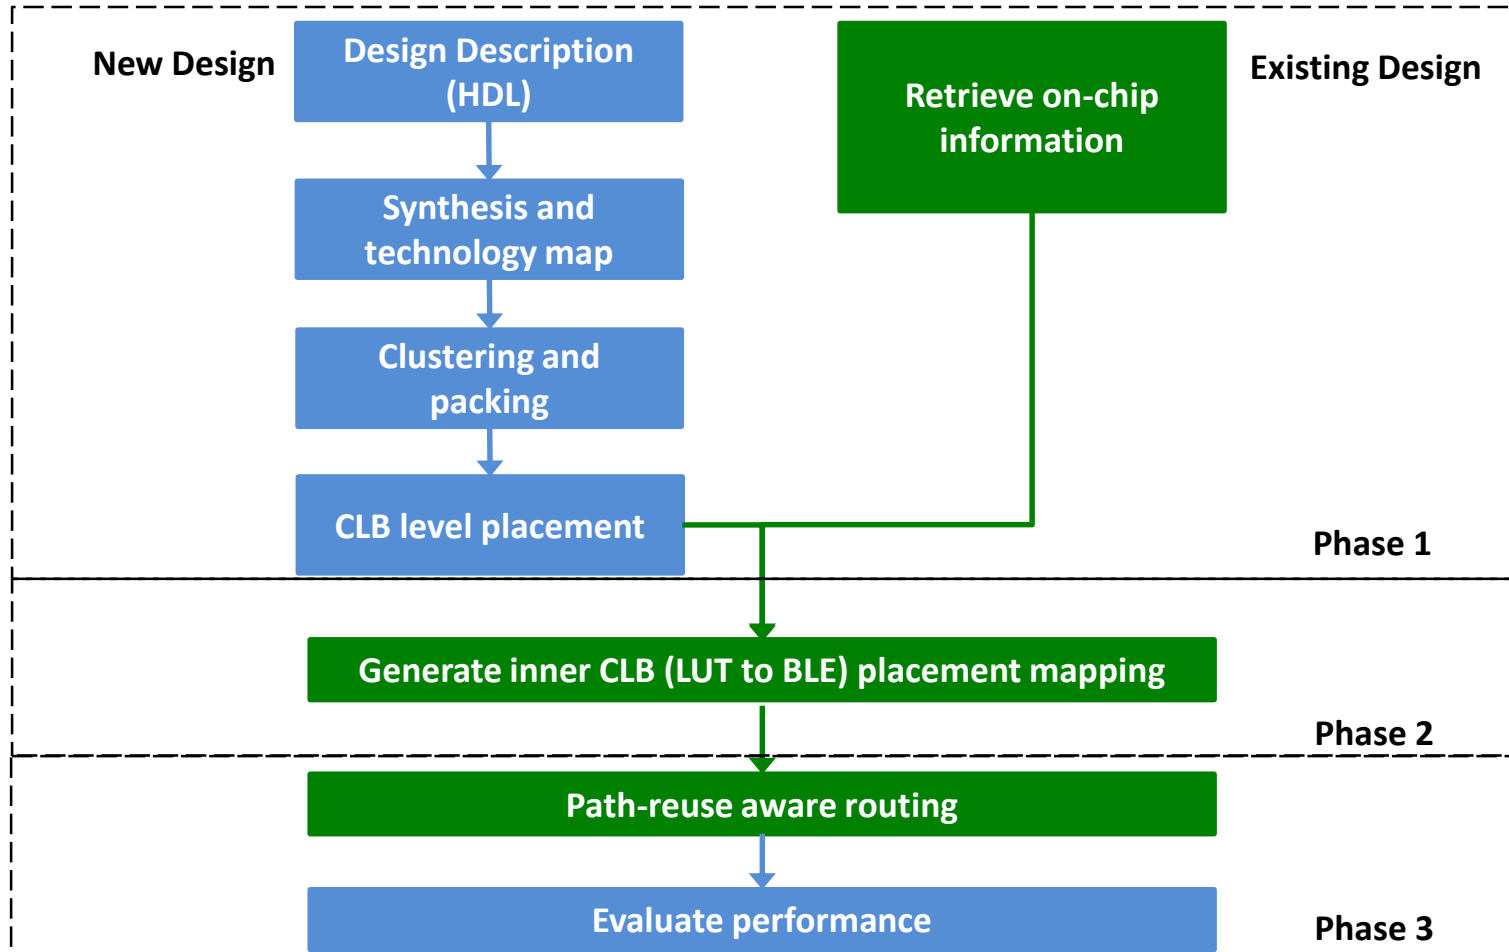 New Design
Design Description
(HDL)
Retrieve on-chip
information
Existing Design
Synthesis and
technology map
Clustering and
packing
CLB level placement
Phase 1
Generate inner CLB (LUT to BLE) placement mapping
Phase 2
Path-reuse aware routing
Evaluate performance
Phase 3